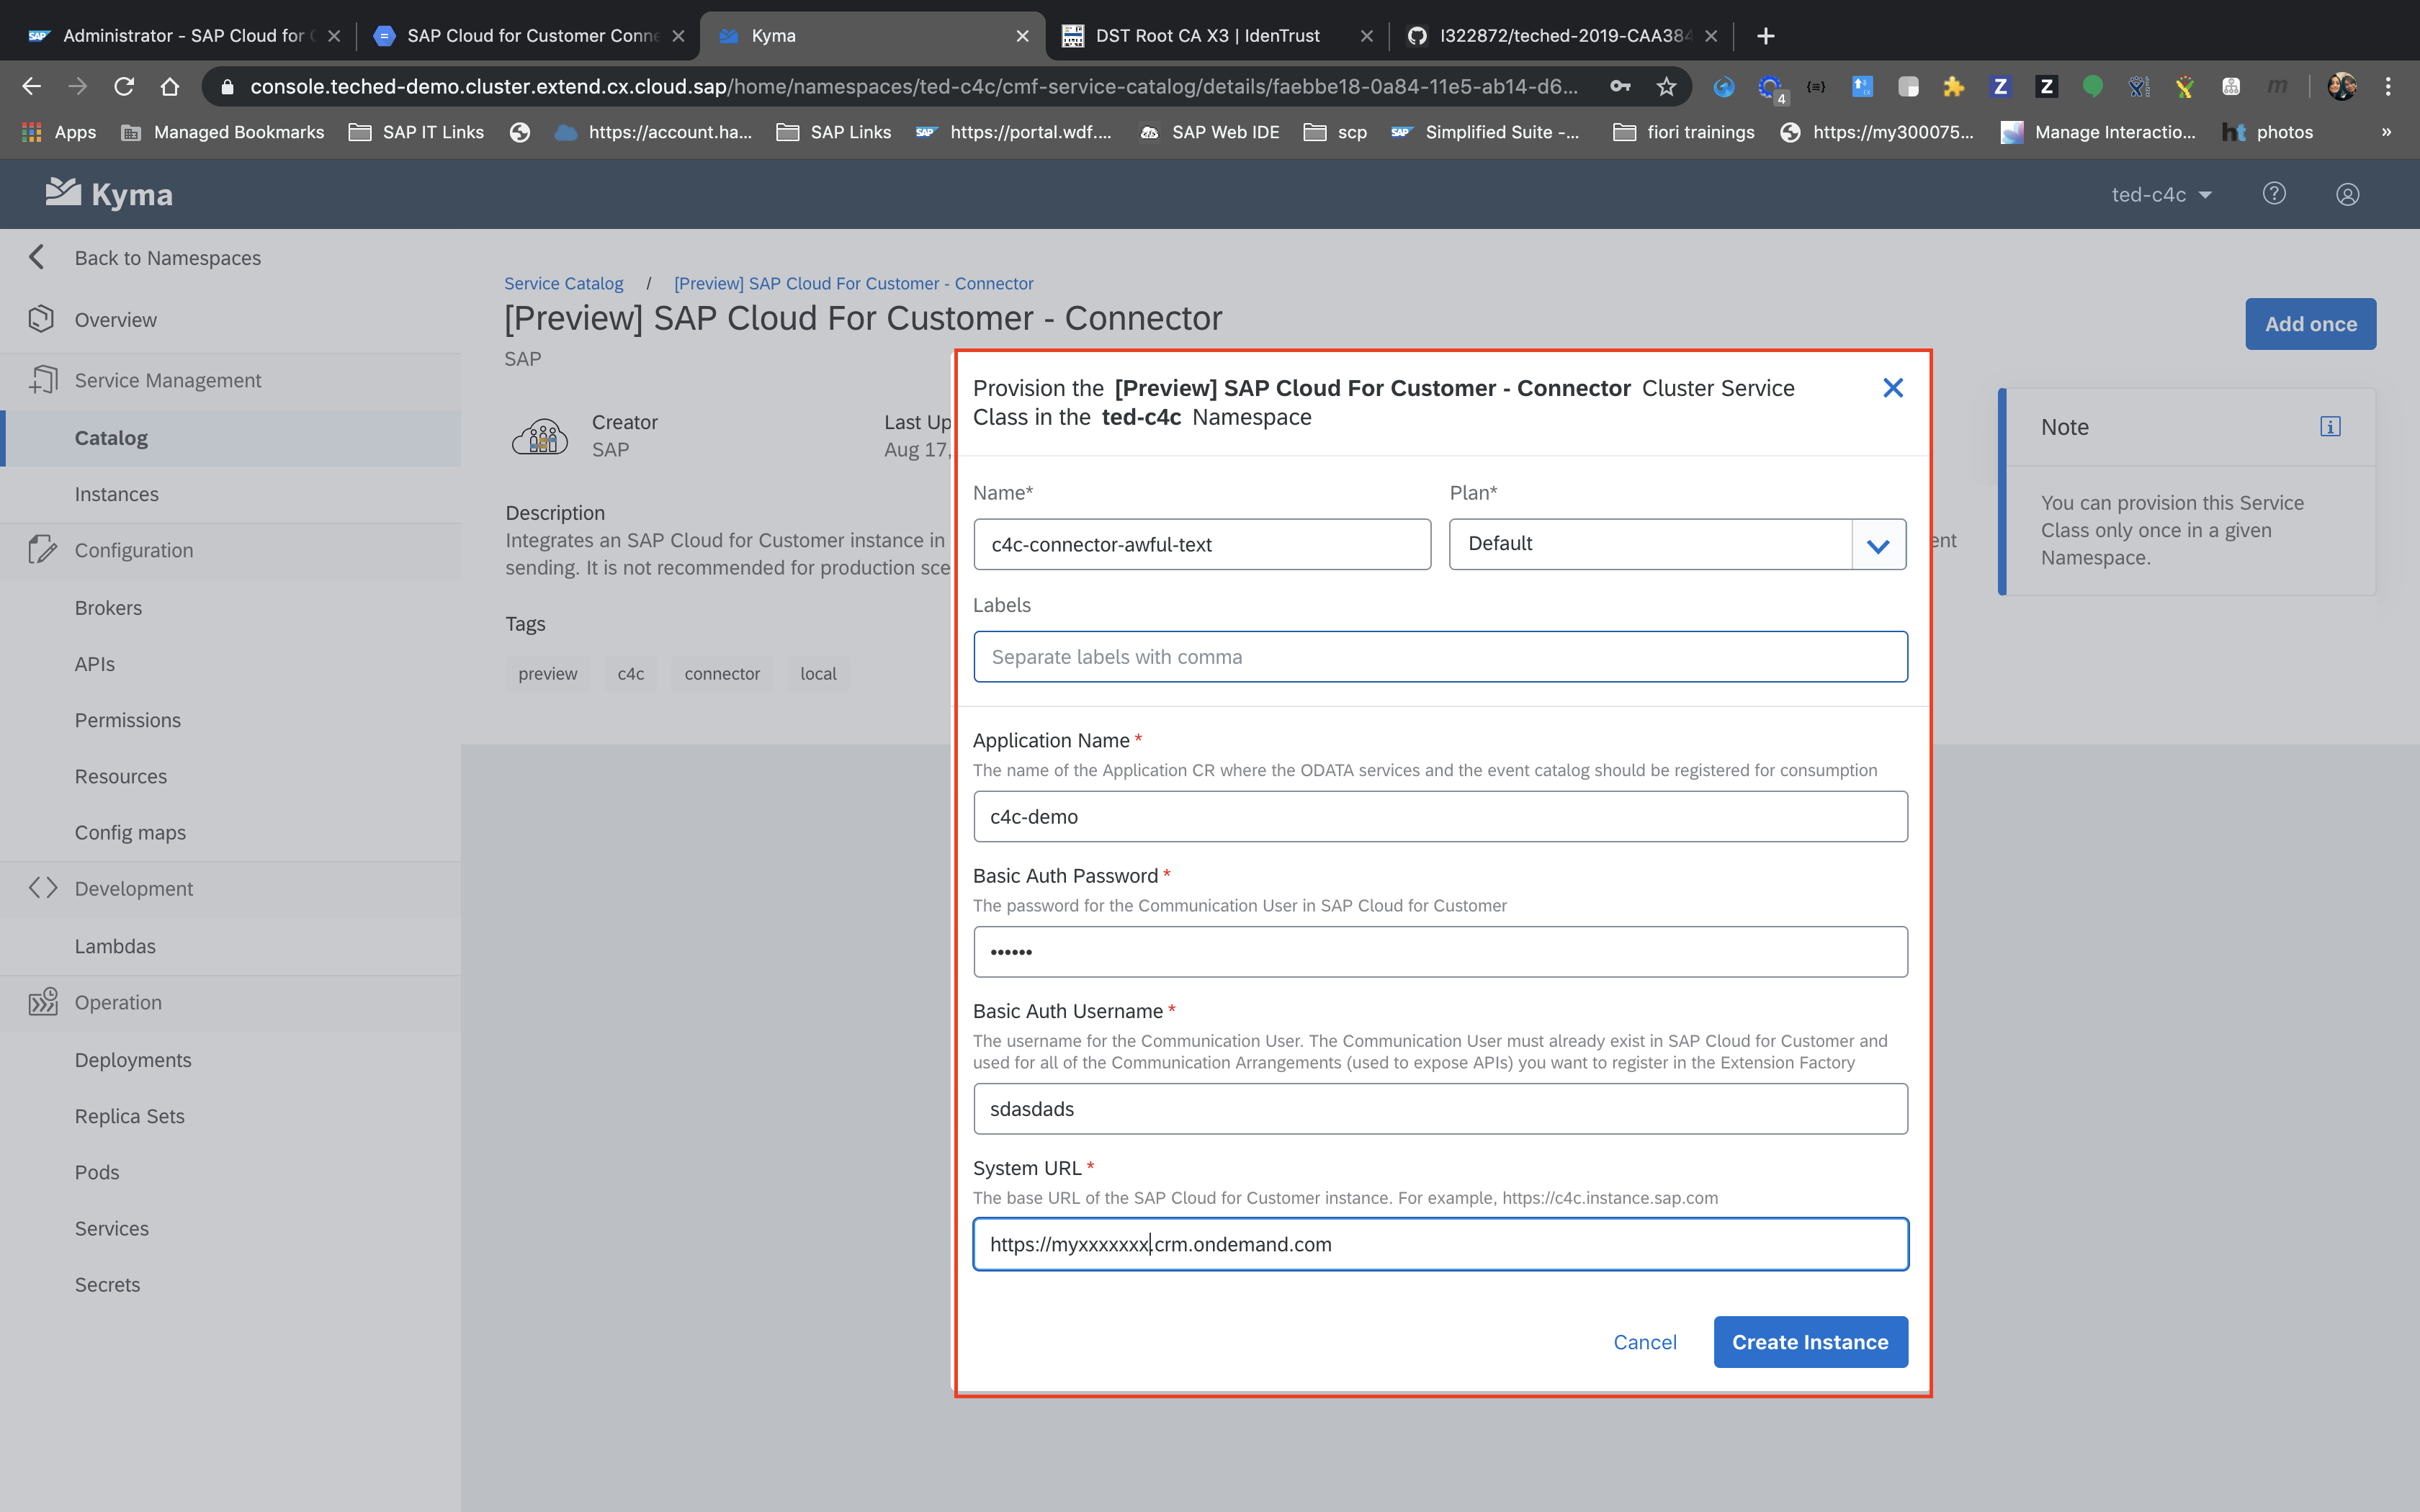 Administrator - SAP Cloud for
SAP Cloud for Customer Conne
Kyma
DST Root CA X3 | IdenTrust
I322872/teched-2019-CAA384
console.teched-demo.cluster.extend.cx.cloud.sap/home/namespaces/ted-c4c/cmf-service-catalog/details/faebbe18-0a84-11e5-ab14-d6...
4
Apps
Managed Bookmarks
SAP IT Links
https://account.ha...
SAP Links
https://portal.wdf....
SAP Web IDE
scp
Simplified Suite -...
fiori trainings
https://my300075...
Manage Interactio...
photos
»
Kyma
ted-c4c
Back to Namespaces
Overview
Service Management
Catalog
Instances
Configuration
Brokers
APIs
Permissions
Resources
Config maps
Development
Lambdas
Operation
Deployments
Replica Sets
Pods
Services
Secrets
Service Catalog / [Preview] SAP Cloud For Customer - Connector
[Preview] SAP Cloud For Customer - Connector
SAP
Add once
Creator
SAP
Last Up
Aug 17,
Description
Integrates an SAP Cloud for Customer instance in
sending. It is not recommended for production sce
ent
Tags
preview
c4c
connector
local
Note
You can provision this Service
Class only once in a given
Namespace.
Provision the [Preview] SAP Cloud For Customer - Connector Cluster Service
Class in the ted-c4c Namespace
Name*
Plan*
c4c-connector-awful-text
Default
Labels
Separate labels with comma
Application Name *
The name of the Application CR where the ODATA services and the event catalog should be registered for consumption
c4c-demo
Basic Auth Password *
The password for the Communication User in SAP Cloud for Customer
••••••
Basic Auth Username *
The username for the Communication User. The Communication User must already exist in SAP Cloud for Customer and
used for all of the Communication Arrangements (used to expose APIs) you want to register in the Extension Factory
sdasdads
System URL *
The base URL of the SAP Cloud for Customer instance. For example, https://c4c.instance.sap.com
https://myxxxxxxx.crm.ondemand.com
Cancel
Create Instance